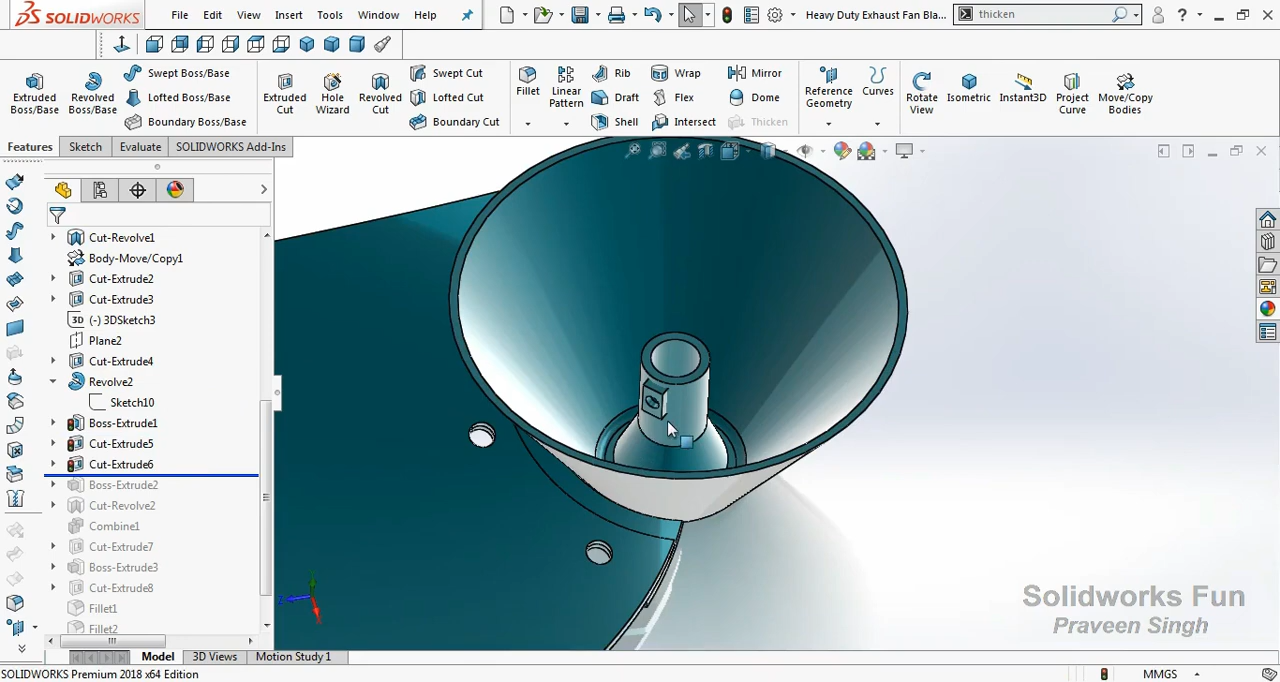 SOLIDWORKS File Edit View Insert Tools Window Help Heavy Duty Exhaust Fan Bla... thicken
Extruded Boss/Base
Revolved Boss/Base
Swept Boss/Base
Lofted Boss/Base
Boundary Boss/Base
Extruded Cut
Hole Wizard
Revolved Cut
Swept Cut
Lofted Cut
Boundary Cut
Fillet
Linear Pattern
Rib
Draft
Shell
Wrap
Flex
Intersect
Mirror
Dome
Thicken
Reference Geometry
Curves
Rotate View
Isometric
Instant3D
Project Curve
Move/Copy Bodies
Features Sketch Evaluate SOLIDWORKS Add-Ins
Cut-Revolve1
Body-Move/Copy1
Cut-Extrude2
Cut-Extrude3
3D (-) 3DSketch3
Plane2
Cut-Extrude4
Revolve2
Sketch10
Boss-Extrude1
Cut-Extrude5
Cut-Extrude6
Boss-Extrude2
Cut-Revolve2
Combine1
Cut-Extrude7
Boss-Extrude3
Cut-Extrude8
Fillet1
Fillet2
Solidworks Fun
Praveen Singh
Model 3D Views Motion Study 1
SOLIDWORKS Premium 2018 x64 Edition MMGS